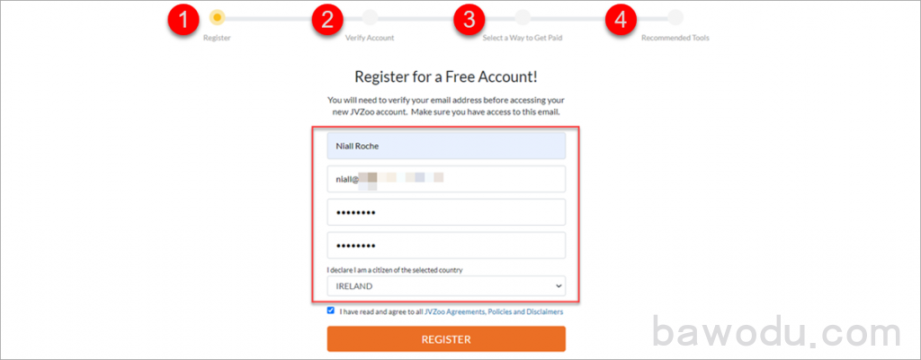 1 2 3 4
Register Verify Account Select a Way to Get Paid Recommended Tools
Register for a Free Account!
You will need to verify your email address before accessing your
new JVZoo account. Make sure you have access to this email.
Niall Roche
niall@
••••••••
••••••••
I declare I am a citizen of the selected country
IRELAND
I have read and agree to all JVZoo Agreements, Policies and Disclaimers
REGISTER
bawodu.com